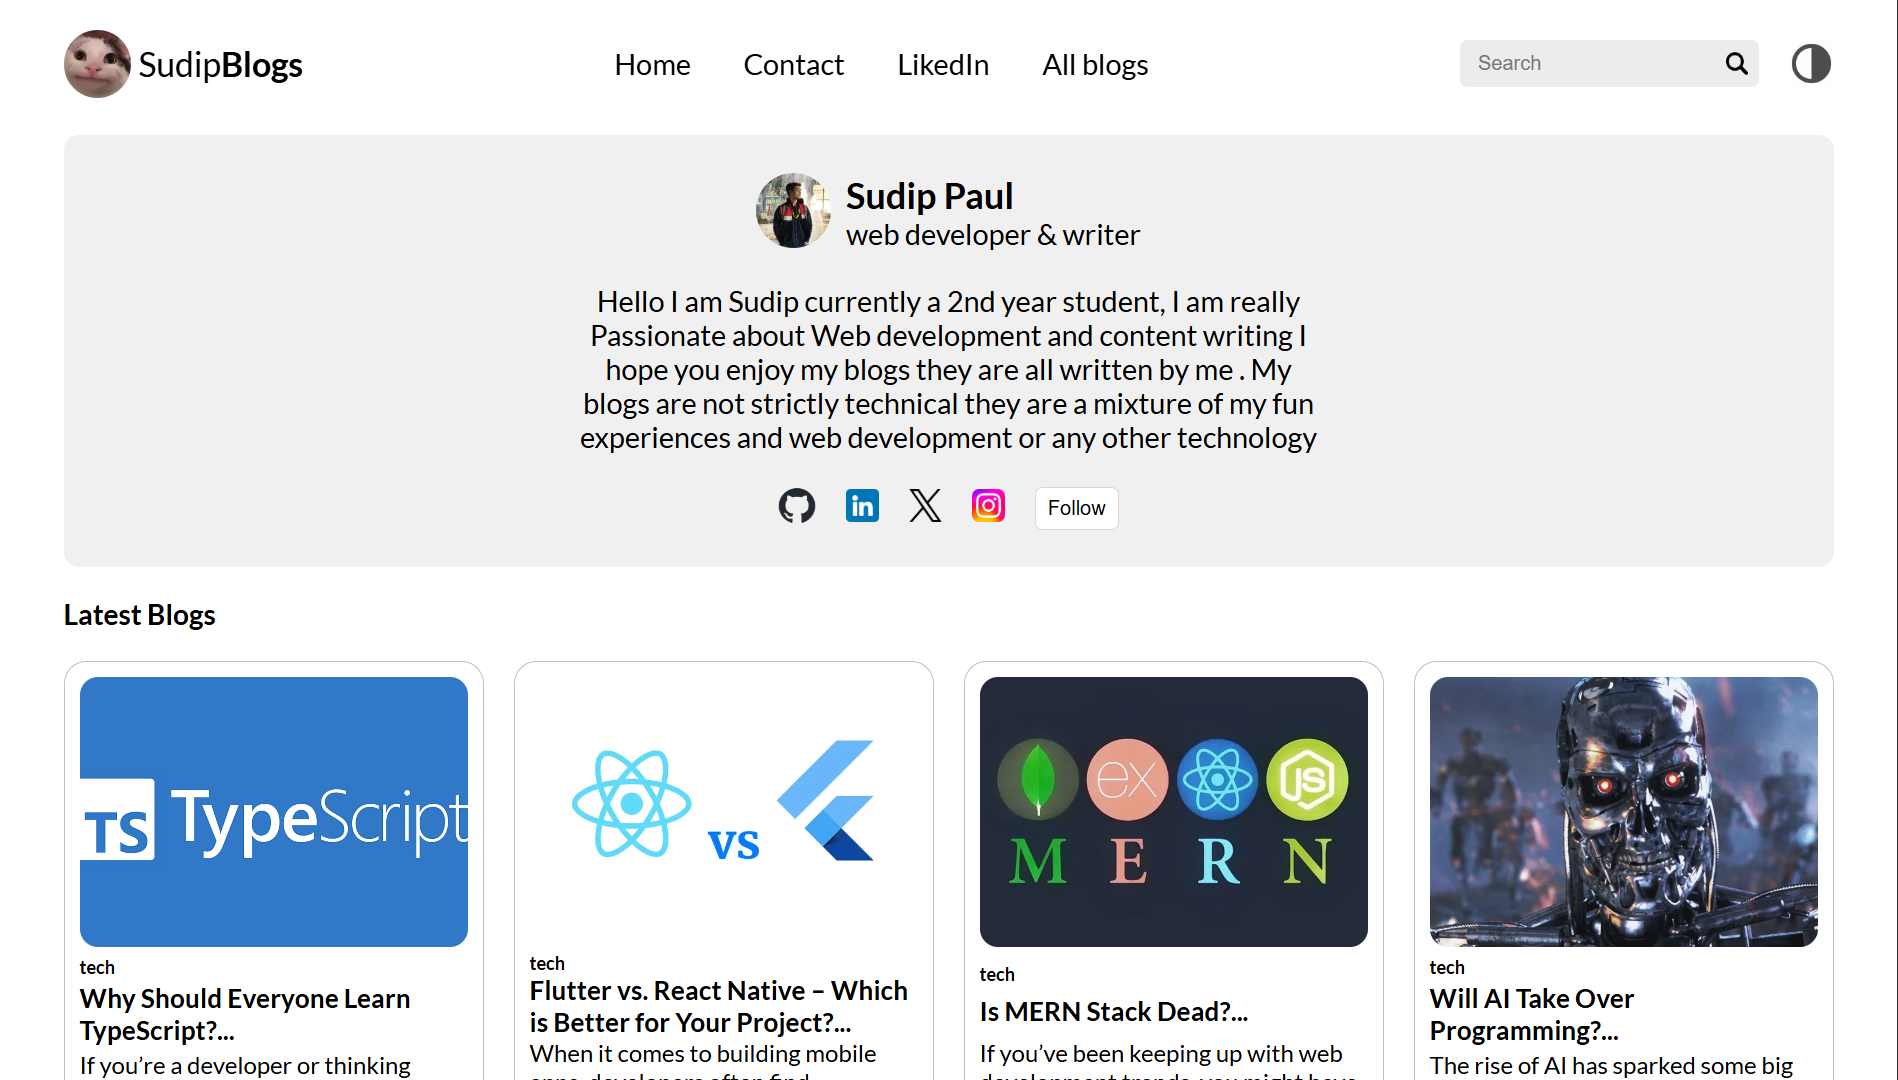 SudipBlogs
Home
Contact
LikedIn
All blogs
Search
Sudip Paul
web developer & writer
Hello I am Sudip currently a 2nd year student, I am really
Passionate about Web development and content writing I
hope you enjoy my blogs they are all written by me . My
blogs are not strictly technical they are a mixture of my fun
experiences and web development or any other technology
in
Follow
Latest Blogs
TS TypeScript
tech
Why Should Everyone Learn
TypeScript?...
If you’re a developer or thinking
vs
tech
Flutter vs. React Native – Which
is Better for Your Project?...
When it comes to building mobile
ex
JS
M E R N
tech
Is MERN Stack Dead?...
If you’ve been keeping up with web
tech
Will AI Take Over
Programming?...
The rise of AI has sparked some big